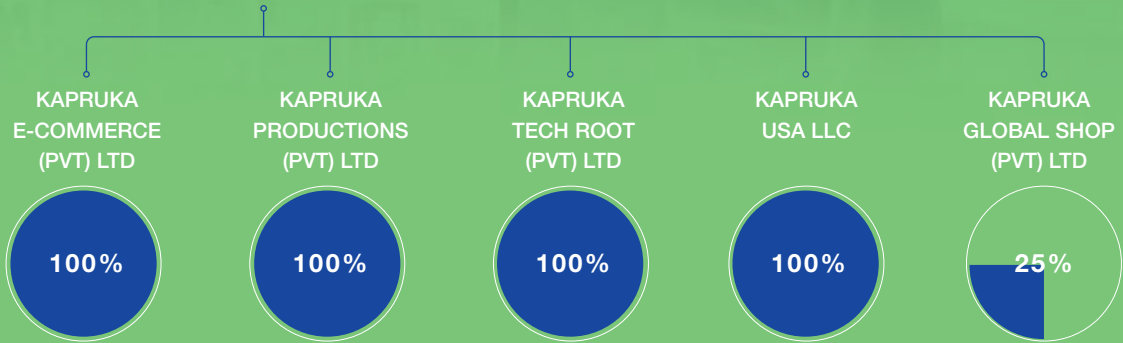 KAPRUKA
E-COMMERCE
(PVT) LTD
100%
KAPRUKA
PRODUCTIONS
(PVT) LTD
100%
KAPRUKA
TECH ROOT
(PVT) LTD
100%
KAPRUKA
USA LLC
100%
KAPRUKA
GLOBAL SHOP
(PVT) LTD
25%